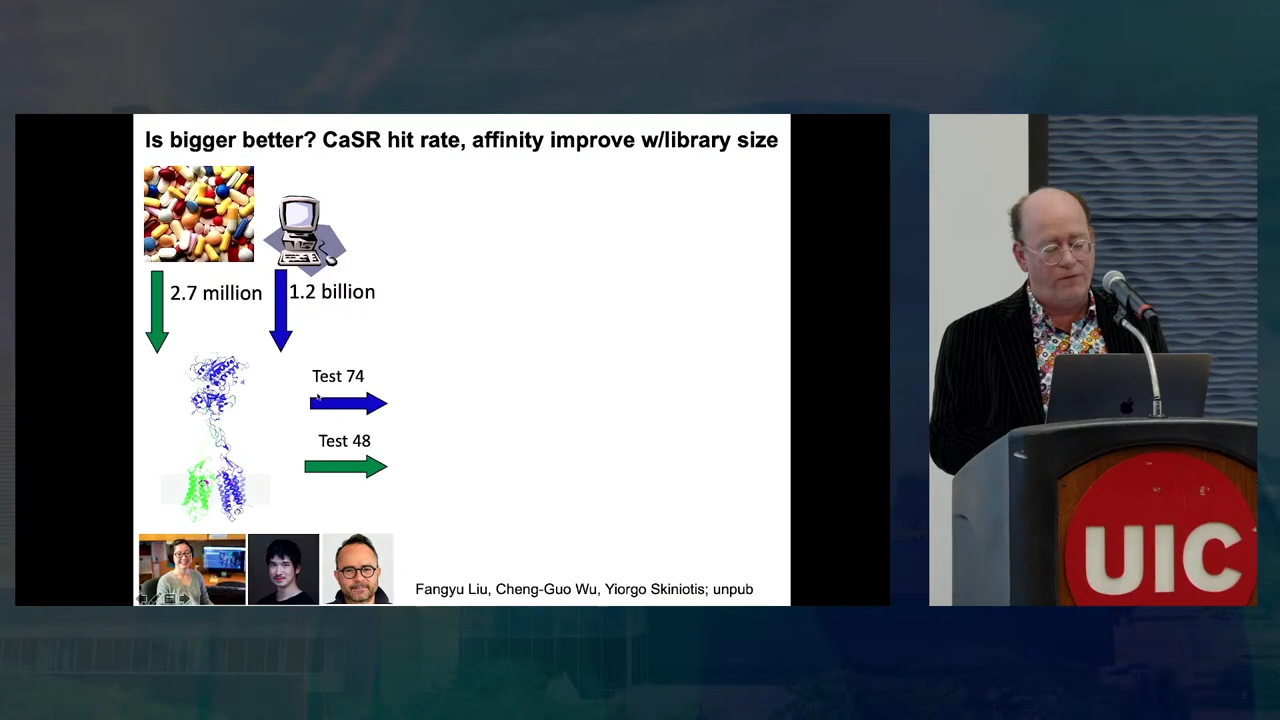 Is bigger better? CaSR hit rate, affinity improve w/library size
2.7 million
1.2 billion
Test 74
Test 48
Fangyu Liu, Cheng-Guo Wu, Yiorgo Skiniotis; unpub
UIC